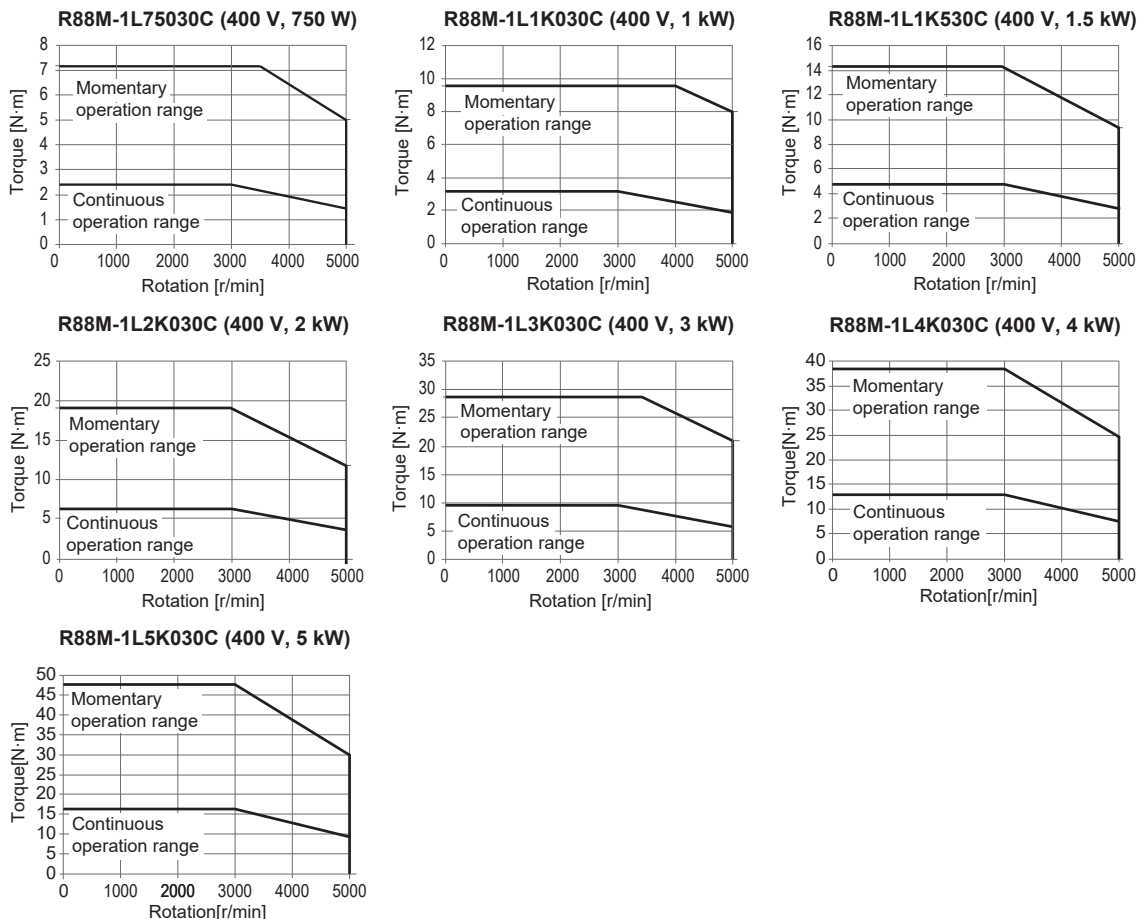 R88M-1L75030C (400 V, 750 W)
8
7
6
5
4
3
2
1
0
Torque [N·m]
Momentary
operation range
Continuous
operation range
0 1000 2000 3000 4000 5000
Rotation [r/min]
R88M-1L1K030C (400 V, 1 kW)
12
10
8
6
4
2
0
Torque [N·m]
Momentary
operation range
Continuous
operation range
0 1000 2000 3000 4000 5000
Rotation [r/min]
R88M-1L1K530C (400 V, 1.5 kW)
16
14
12
10
8
6
4
2
0
Torque [N·m]
Momentary
operation range
Continuous
operation range
0 1000 2000 3000 4000 5000
Rotation [r/min]
R88M-1L2K030C (400 V, 2 kW)
25
20
15
10
5
0
Torque [N·m]
Momentary
operation range
Continuous
operation range
0 1000 2000 3000 4000 5000
Rotation [r/min]
R88M-1L3K030C (400 V, 3 kW)
35
30
25
20
15
10
5
0
Torque [N·m]
Momentary
operation range
Continuous
operation range
0 1000 2000 3000 4000 5000
Rotation [r/min]
R88M-1L4K030C (400 V, 4 kW)
40
35
30
25
20
15
10
5
0
Torque[N·m]
Momentary
operation range
Continuous
operation range
0 1000 2000 3000 4000 5000
Rotation[r/min]
R88M-1L5K030C (400 V, 5 kW)
50
45
40
35
30
25
20
15
10
5
0
Torque[N·m]
Momentary
operation range
Continuous
operation range
0 1000 2000 3000 4000 5000
Rotation[r/min]